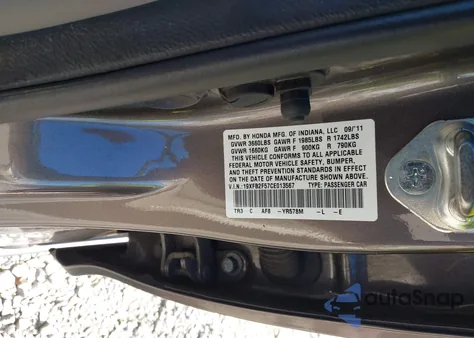 MFD. BY HONDA MFG. OF INDIANA, LLC 09/'11
GVWR 3660LBS GAWR F 1985LBS R 1742LBS
GVWR 1660KG GAWR F 900KG R 790KG
THIS VEHICLE CONFORMS TO ALL APPLICABLE
FEDERAL MOTOR VEHICLE SAFETY, BUMPER,
AND THEFT PREVENTION STANDARDS IN EFFECT
ON THE DATE OF MANUFACTURE SHOWN ABOVE.
V.I.N.: 19XFB2F57CE013567 TYPE: PASSENGER CAR
TR3 C AF8 -YR578M -L -E
autoSnap